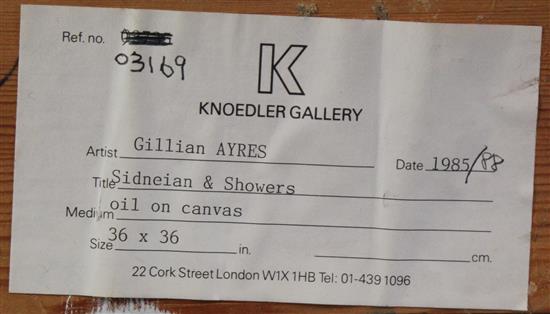 Ref. no.
03169
K
KNOEDLER GALLERY
Artist Gillian AYRES
Date 1985/88
Title Sidneian & Showers
Medium oil on canvas
Size 36 x 36 in. cm.
22 Cork Street London W1X 1HB Tel: 01-439 1096